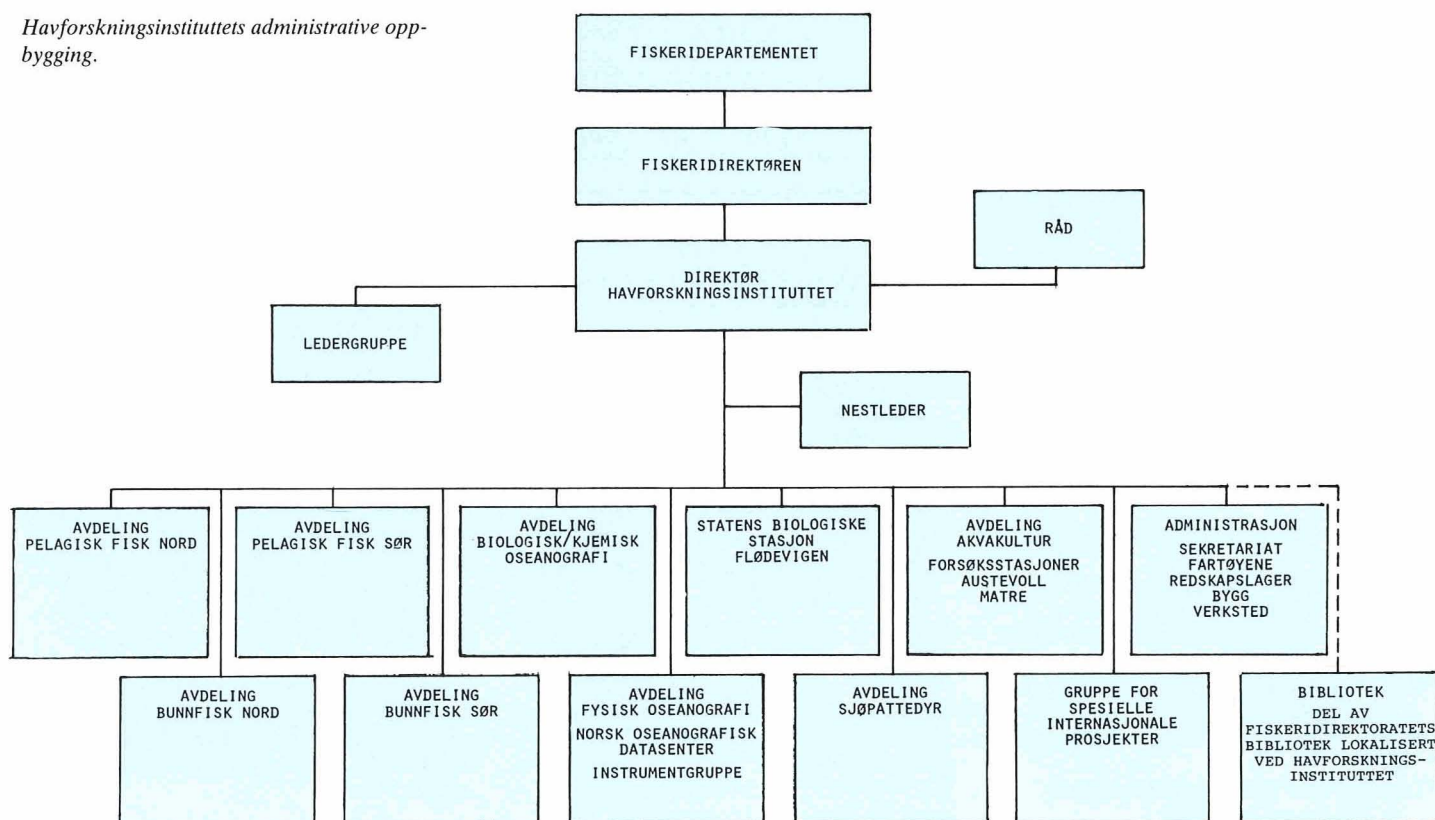 Havforskningsinstituttets administrative opp-
bygging.
FISKERIDEPARTEMENTET
FISKERIDIREKTØREN
RÅD
DIREKTØR
HAVFORSKNINGSINSTITUTTET
LEDERGRUPPE
NESTLEDER
AVDELING
PELAGISK FISK NORD
AVDELING
PELAGISK FISK SØR
AVDELING
BIOLOGISK/KJEMISK
OSEANOGRAFI
STATENS BIOLOGISKE
STASJON
FLØDEVIGEN
AVDELING
AKVAKULTUR
FORSØKSSTASJONER
AUSTEVOLL
MATRE
ADMINISTRASJON
SEKRETARIAT
FARTØYENE
REDSKAPSLAGER
BYGG
VERKSTED
AVDELING
BUNNFISK NORD
AVDELING
BUNNFISK SØR
AVDELING
FYSISK OSEANOGRAFI
NORSK OSEANOGRAFISK
DATASENTER
INSTRUMENTGRUPPE
AVDELING
SJØPATTEDYR
GRUPPE FOR
SPESIELLE
INTERNASJONALE
PROSJEKTER
BIBLIOTEK
DEL AV
FISKERIDIREKTORATETS
BIBLIOTEK LOKALISERT
VED HAVFORSKNINGS-
INSTITUTTET